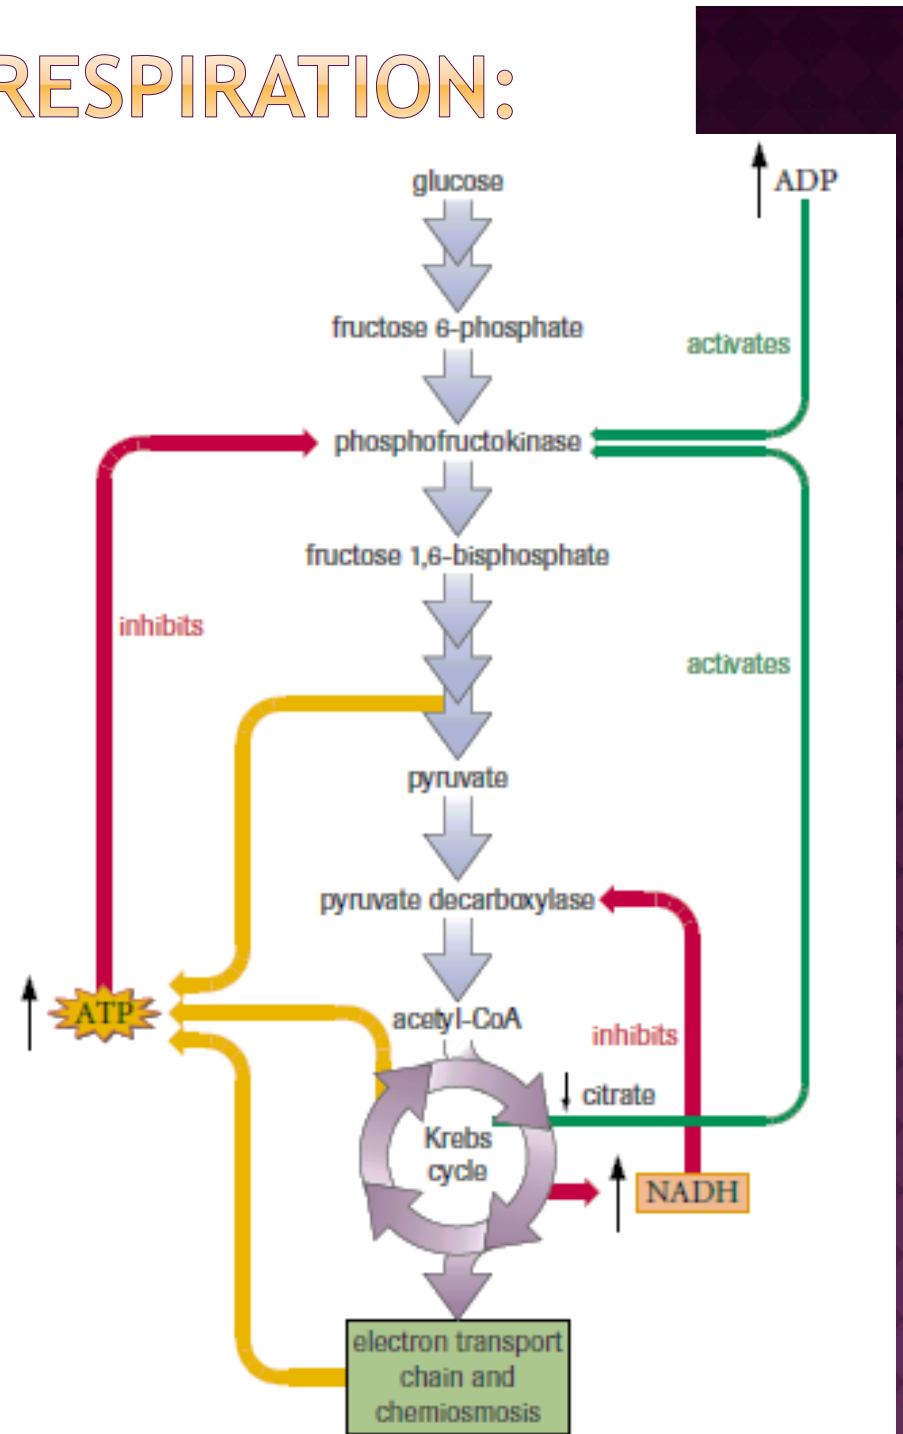 RESPIRATION:
glucose
ADP
fructose 6-phosphate
activates
phosphofructokinase
fructose 1,6-bisphosphate
inhibits
activates
pyruvate
pyruvate decarboxylase
ATP
acetyl-CoA
inhibits
citrate
Krebs
cycle
NADH
electron transport
chain and
chemiosmosis